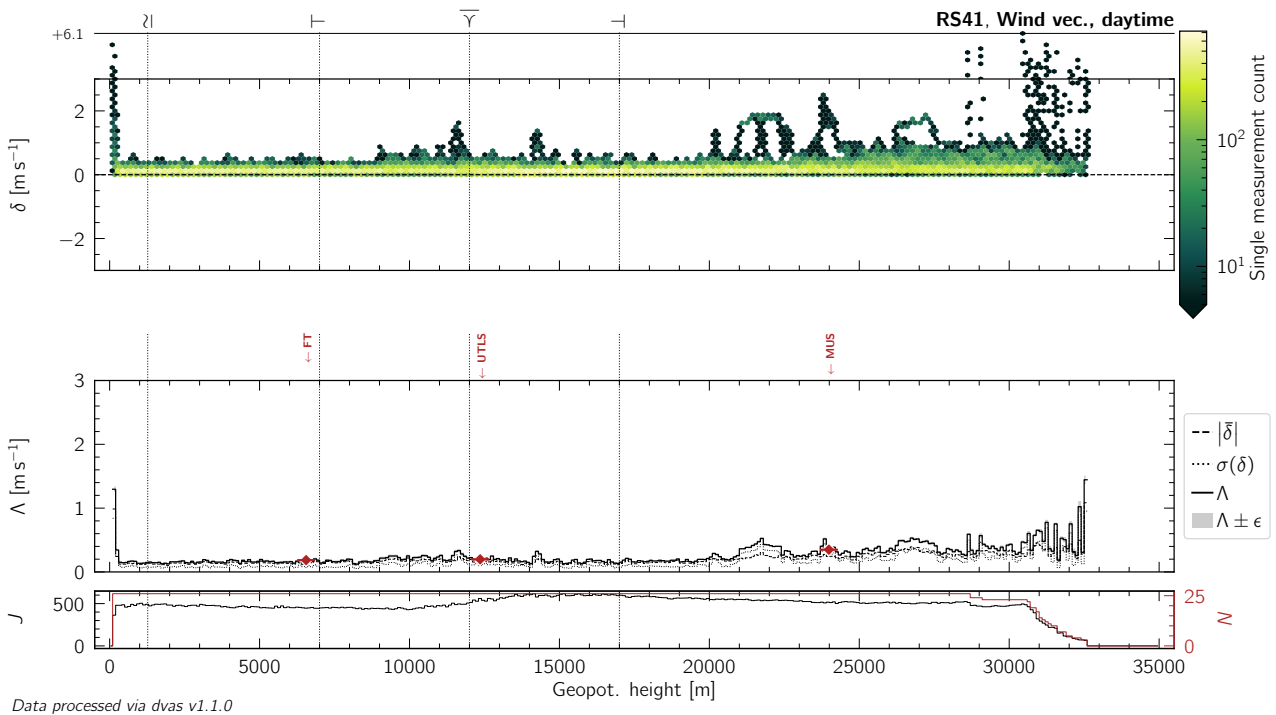 RS41, Wind vec., daytime
+6.1
2
0
−2
δ [m s⁻¹]
10²
10¹
Single measurement count
← FT
← UTLS
← MUS
3
2
1
0
Λ [m s⁻¹]
|δ̄|
σ(δ)
Λ
Λ ± ϵ
500
0
J
25
0
N
0 5000 10000 15000 20000 25000 30000 35000
Geopot. height [m]
Data processed via dvas v1.1.0